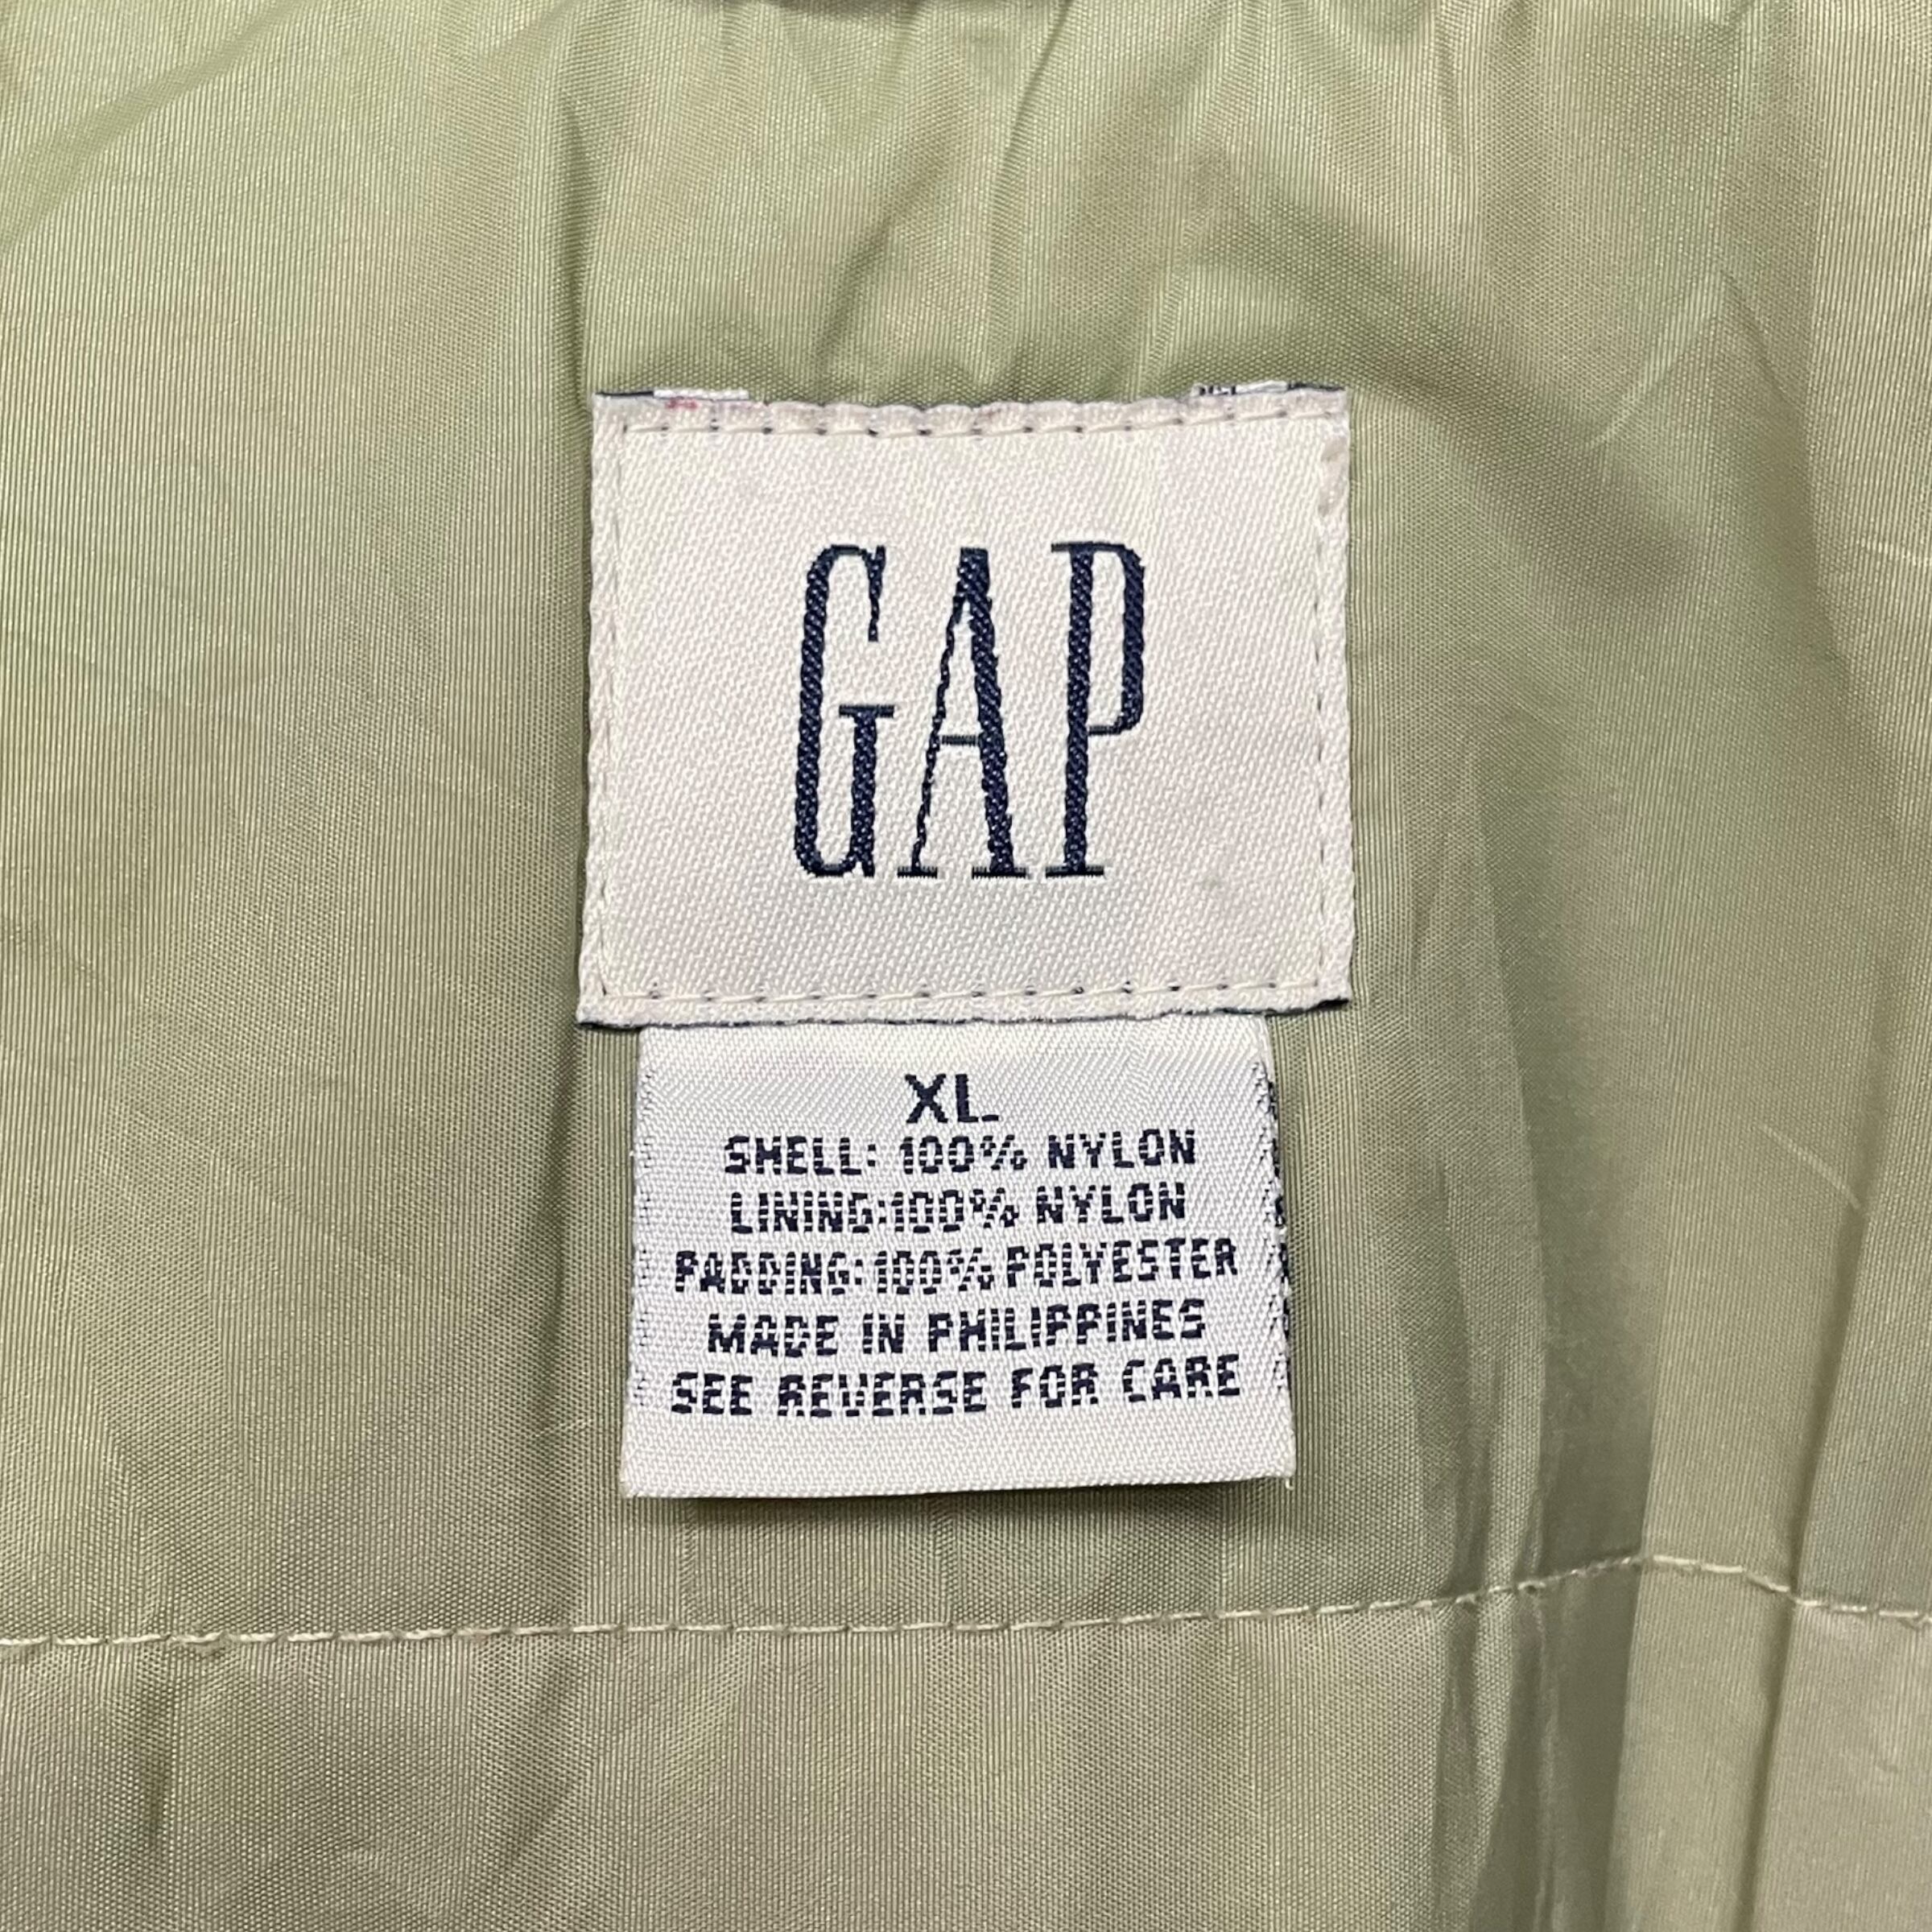 GAP
XL
SHELL: 100% NYLON
LINING:100% NYLON
PADDING:100% POLYESTER
MADE IN PHILIPPINES
SEE REVERSE FOR CARE